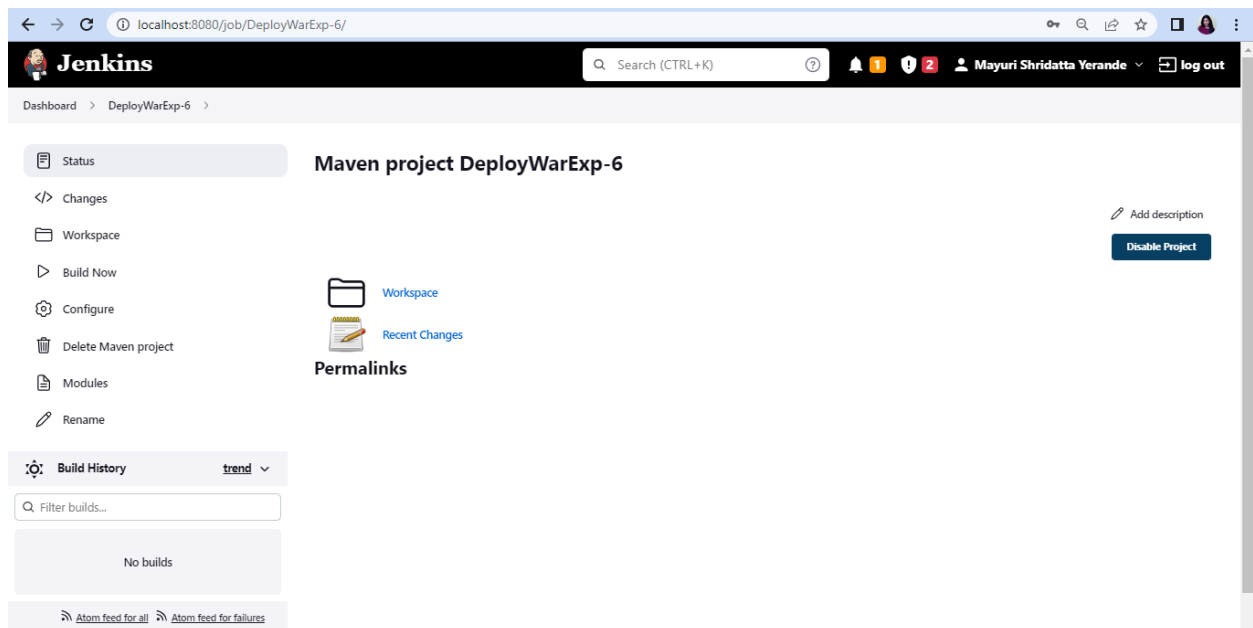 localhost:8080/job/DeployWarExp-6/
Jenkins
Search (CTRL+K)
1
2
Mayuri Shridatta Yerande
log out
Dashboard > DeployWarExp-6 >
Status
Changes
Workspace
Build Now
Configure
Delete Maven project
Modules
Rename
Build History
trend
Filter builds...
No builds
Atom feed for all Atom feed for failures
Maven project DeployWarExp-6
Add description
Disable Project
Workspace
Recent Changes
Permalinks